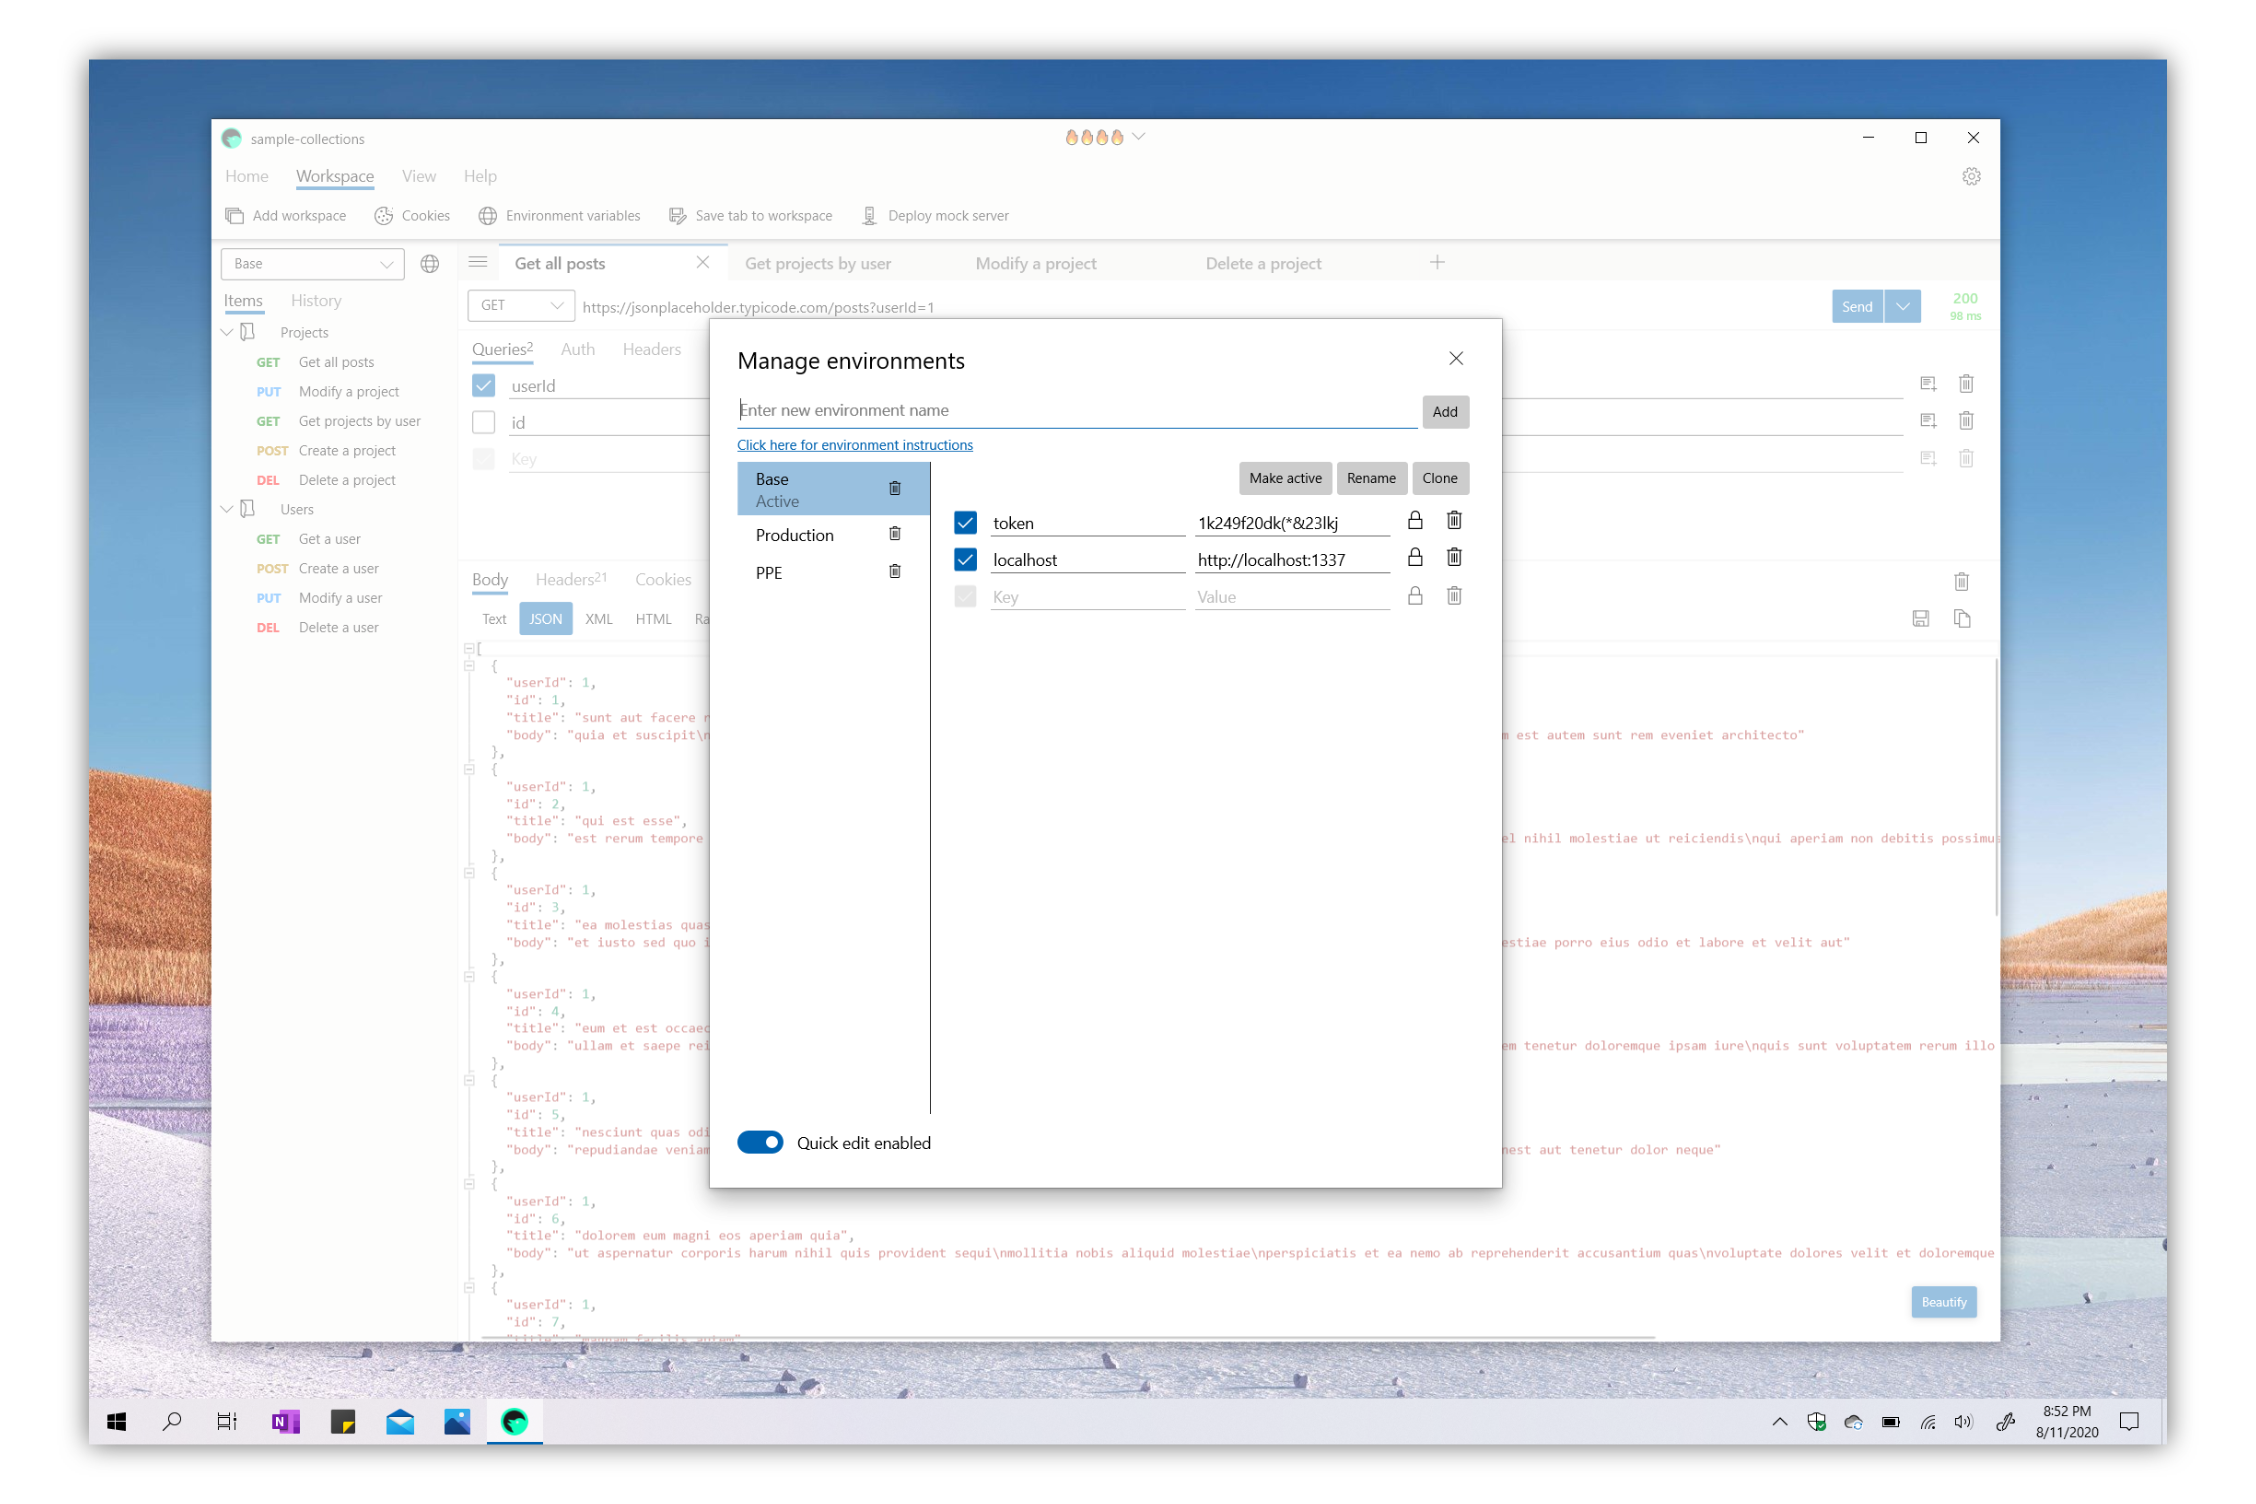 sample-collections
Home Workspace View Help
Add workspace Cookies Environment variables Save tab to workspace Deploy mock server
Base
Get all posts Get projects by user Modify a project Delete a project
Items History
GET https://jsonplaceholder.typicode.com/posts?userId=1 Send 200
98 ms
Projects
GET Get all posts
PUT Modify a project
GET Get projects by user
POST Create a project
DEL Delete a project
Users
GET Get a user
POST Create a user
PUT Modify a user
DEL Delete a user
Queries2 Auth Headers
userId
id
Key
Manage environments
Enter new environment name Add
Click here for environment instructions
Base
Active
Production
PPE
Make active Rename Clone
token 1k249f20dk(*&23lkj
localhost http://localhost:1337
Key Value
Quick edit enabled
Body Headers21 Cookies
Text JSON XML HTML Ra
[
{
"userId": 1,
"id": 1,
"title": "sunt aut facere r
"body": "quia et suscipit\n m est autem sunt rem eveniet architecto"
},
{
"userId": 1,
"id": 2,
"title": "qui est esse",
"body": "est rerum tempore el nihil molestiae ut reiciendis\nqui aperiam non debitis possimus
},
{
"userId": 1,
"id": 3,
"title": "ea molestias quas
"body": "et iusto sed quo i estiae porro eius odio et labore et velit aut"
},
{
"userId": 1,
"id": 4,
"title": "eum et est occaec
"body": "ullam et saepe rei em tenetur doloremque ipsam iure\nquis sunt voluptatem rerum illo
},
{
"userId": 1,
"id": 5,
"title": "nesciunt quas odi
"body": "repudiandae veniam nest aut tenetur dolor neque"
},
{
"userId": 1,
"id": 6,
"title": "dolorem eum magni eos aperiam quia",
"body": "ut aspernatur corporis harum nihil quis provident sequi\nmollitia nobis aliquid molestiae\nperspiciatis et ea nemo ab reprehenderit accusantium quas\nvoluptate dolores velit et doloremque
},
{
"userId": 1,
"id": 7,
"title": "magnam facilis autem"
Beautify
8:52 PM
8/11/2020